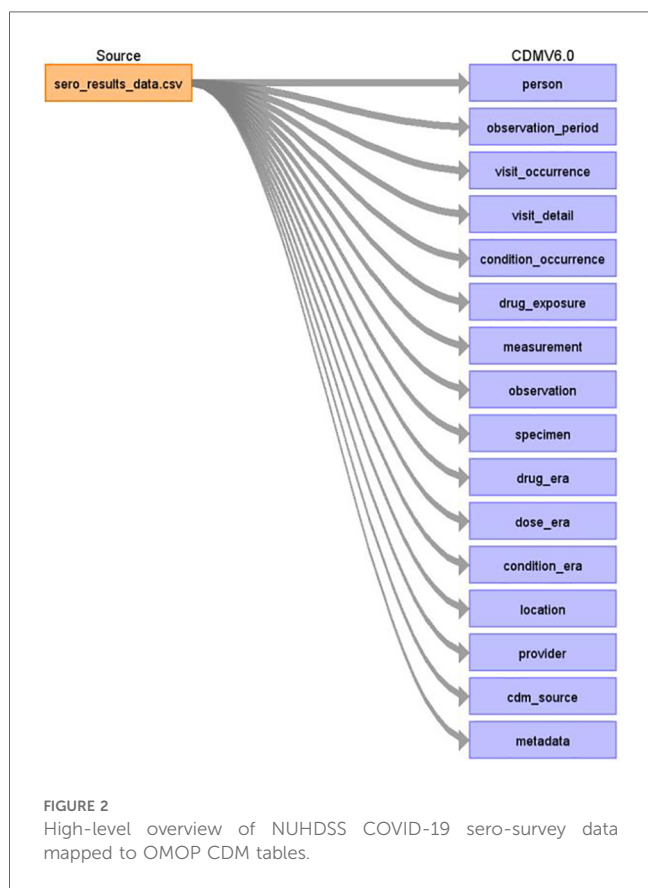 Source
CDMV6.0
sero_results_data.csv
person
observation_period
visit_occurrence
visit_detail
condition_occurrence
drug_exposure
measurement
observation
specimen
drug_era
dose_era
condition_era
location
provider
cdm_source
metadata
FIGURE 2
High-level overview of NUHDSS COVID-19 sero-survey data
mapped to OMOP CDM tables.